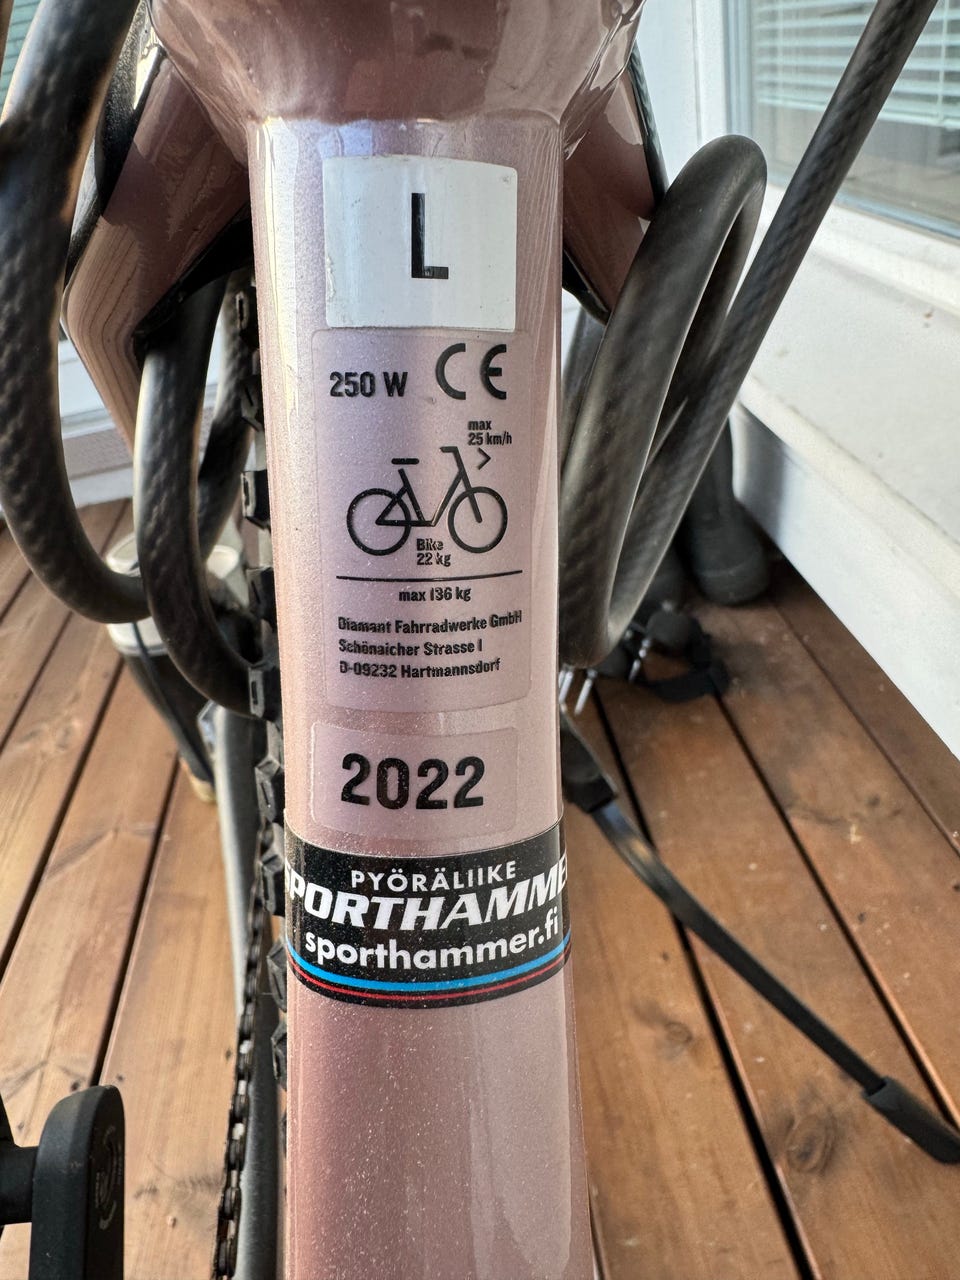 L
250 W CE
max
25 km/h
Bike
22 kg
max 136 kg
Diamant Fahrradwerke GmbH
Schönaicher Strasse 1
D-09232 Hartmannsdorf
2022
PYÖRÄLIIKE
SPORTHAMME
sporthammer.fi